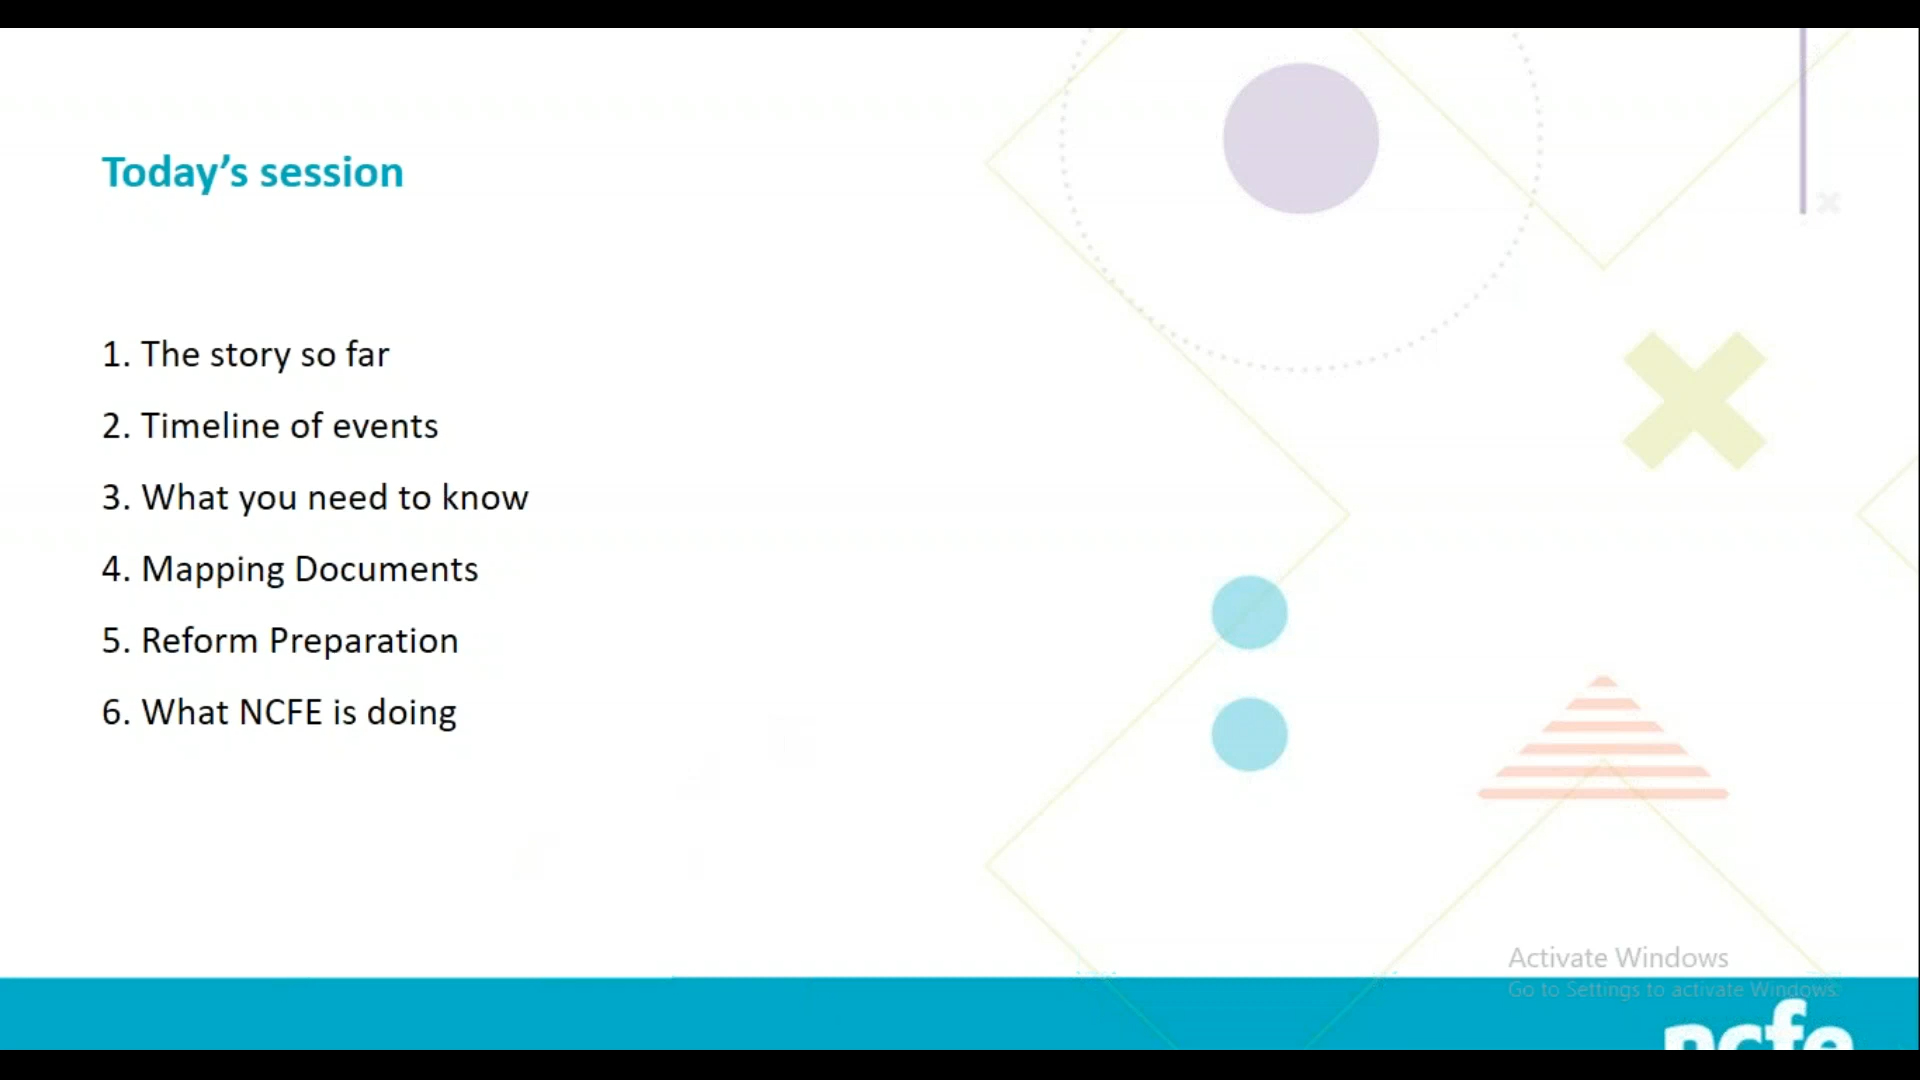 Today’s session
1. The story so far
2. Timeline of events
3. What you need to know
4. Mapping Documents
5. Reform Preparation
6. What NCFE is doing
Activate Windows
Go to Settings to activate Windows.
ncfe